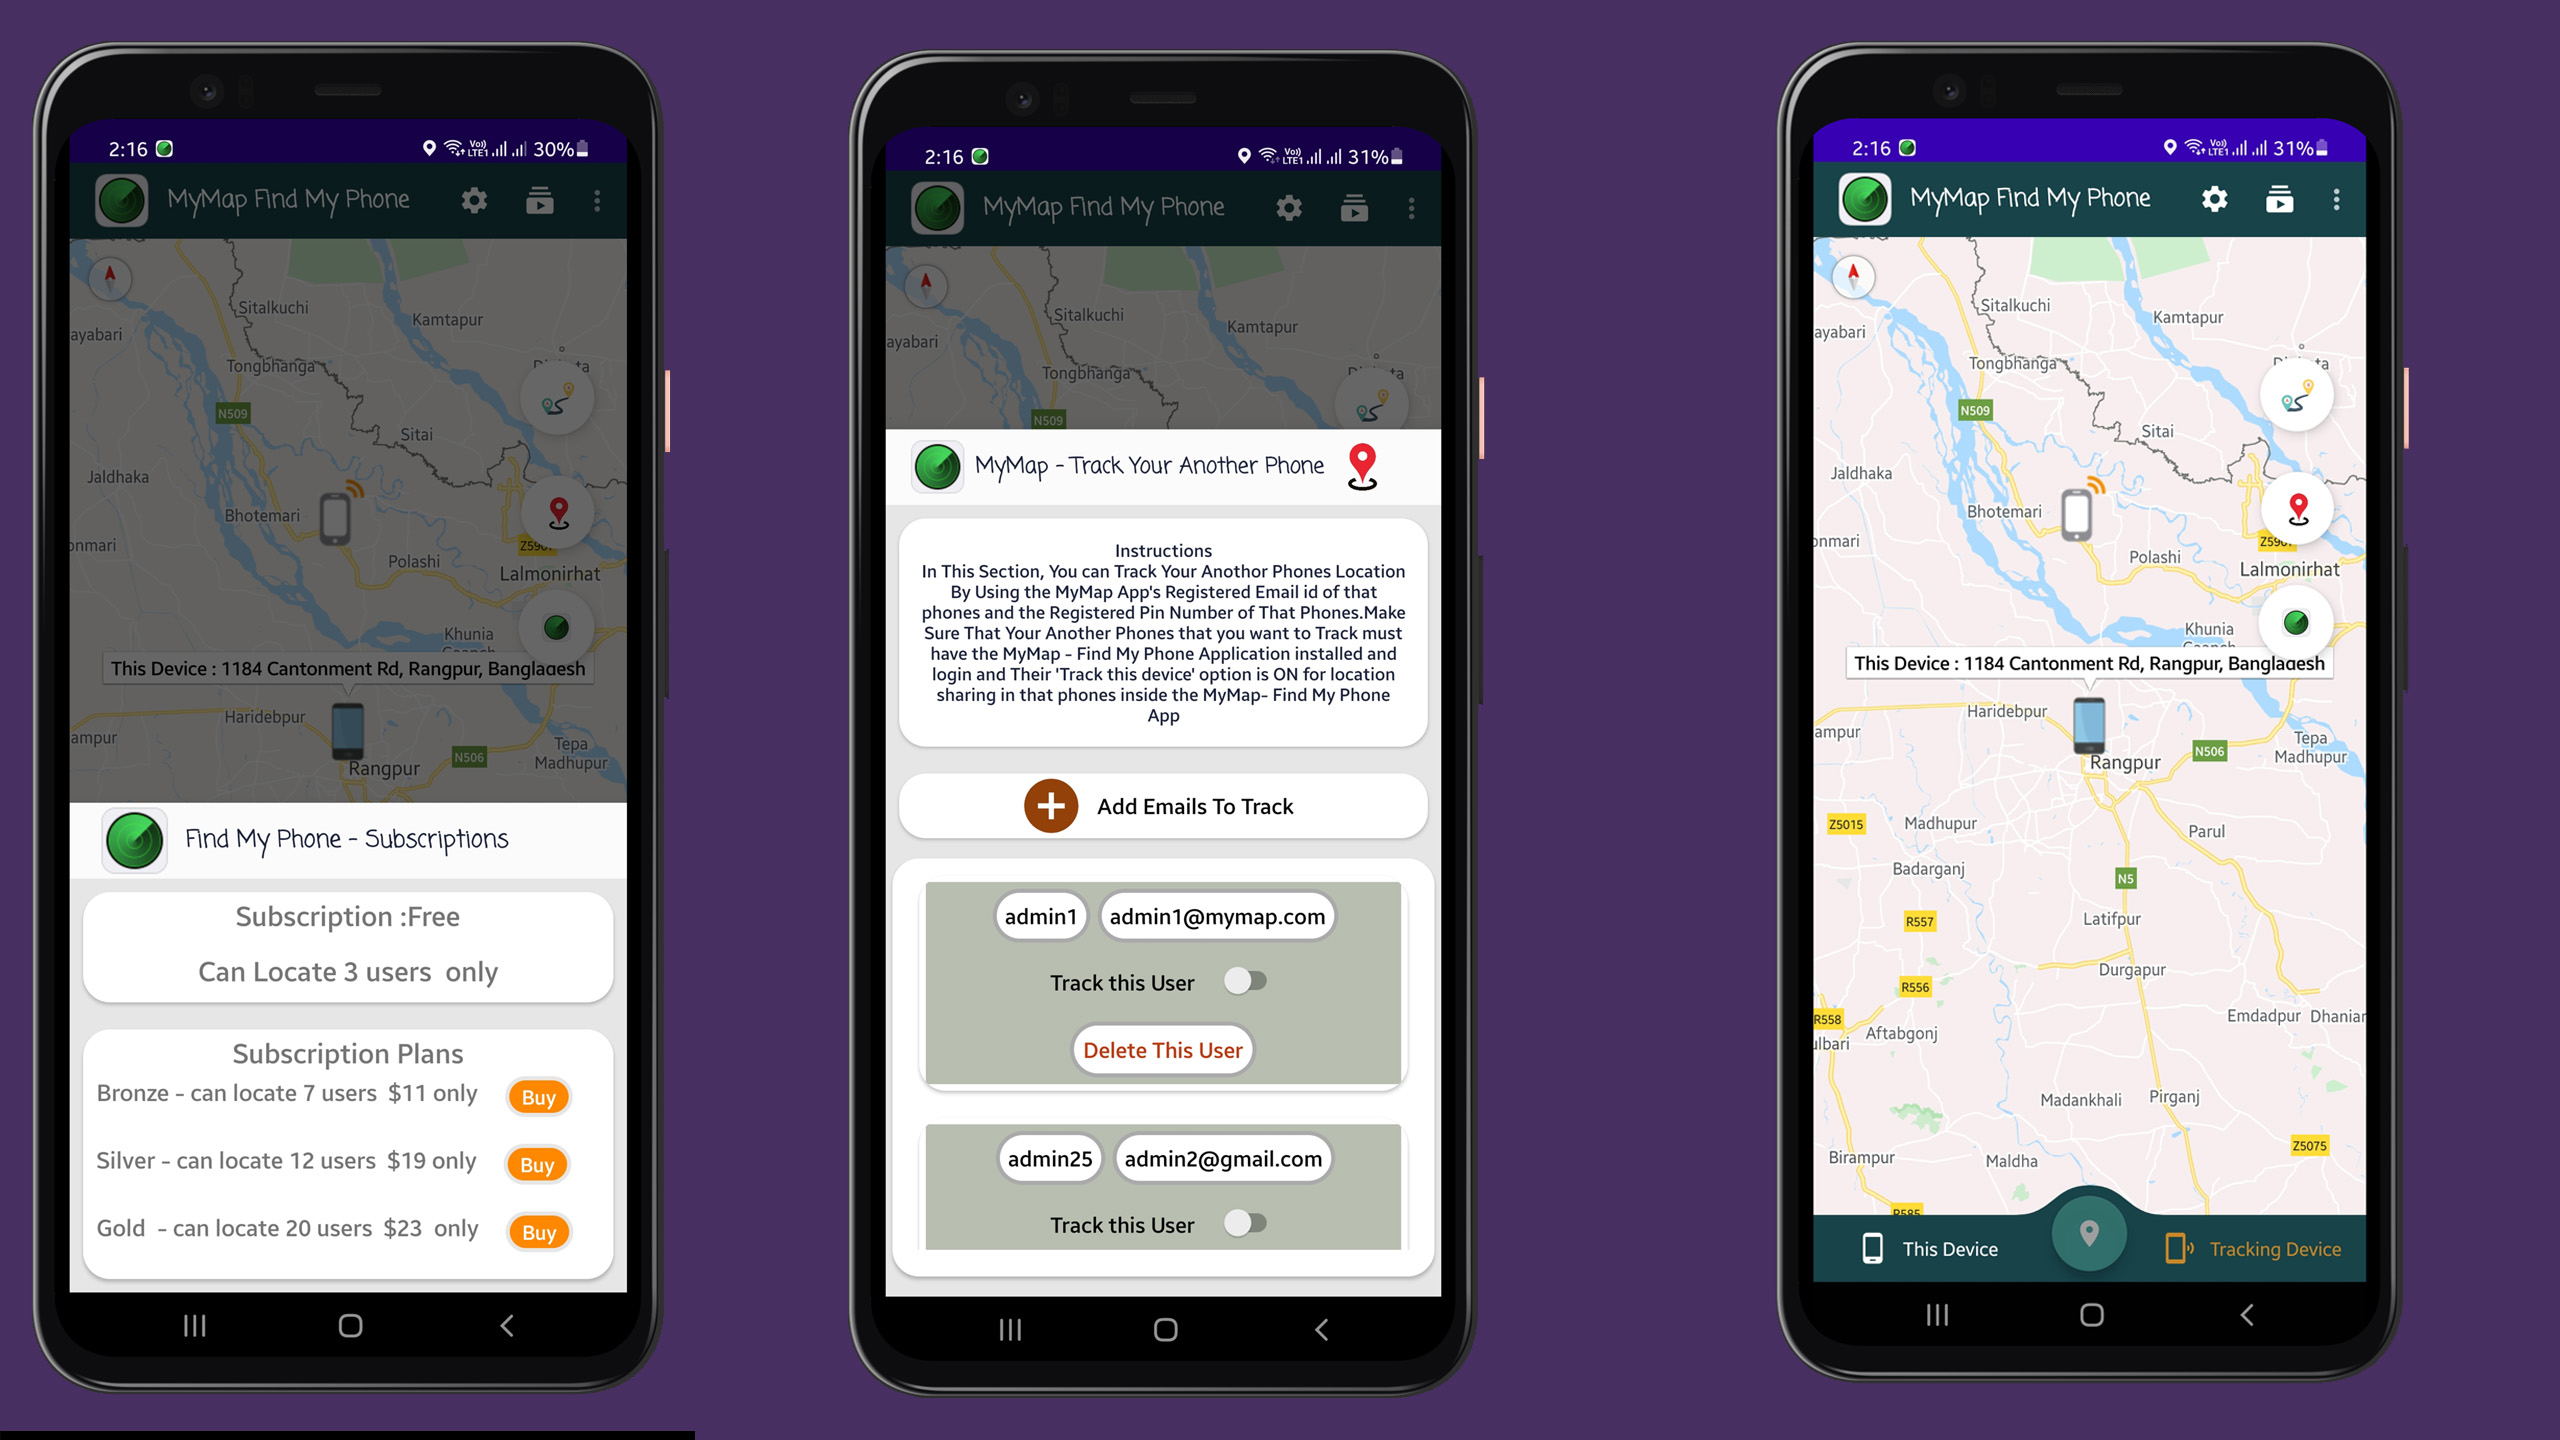 2:16
Vo)) LTE1
30%
MyMap Find My Phone
Sitalkuchi
Kamtapur
ayabari
Tongbhanga
N509
Sitai
Jaldhaka
Bhotemari
onmari
Polashi
Lalmonirhat
Khunia
This Device : 1184 Cantonment Rd, Rangpur, Bangladesh
Haridebpur
ampur
N506
Tepa
Madhupur
Rangpur
Find My Phone - Subscriptions
Subscription :Free
Can Locate 3 users only
Subscription Plans
Bronze - can locate 7 users $11 only
Buy
Silver - can locate 12 users $19 only
Buy
Gold - can locate 20 users $23 only
Buy
2:16
Vo)) LTE1
31%
MyMap Find My Phone
Sitalkuchi
Kamtapur
ayabari
Tongbhanga
N509
MyMap - Track Your Another Phone
Instructions
In This Section, You can Track Your Anothor Phones Location
By Using the MyMap App's Registered Email id of that
phones and the Registered Pin Number of That Phones.Make
Sure That Your Another Phones that you want to Track must
have the MyMap - Find My Phone Application installed and
login and Their 'Track this device' option is ON for location
sharing in that phones inside the MyMap- Find My Phone
App
Add Emails To Track
admin1 admin1@mymap.com
Track this User
Delete This User
admin25 admin2@gmail.com
Track this User
2:16
Vo)) LTE1
31%
MyMap Find My Phone
Sitalkuchi
Kamtapur
ayabari
Tongbhanga
N509
Sitai
Jaldhaka
Bhotemari
onmari
Polashi
Lalmonirhat
Khunia
This Device : 1184 Cantonment Rd, Rangpur, Bangladesh
Haridebpur
ampur
Tepa
Madhupur
N506
Rangpur
Z5015
Madhupur
Parul
Badarganj
N5
R557
Latifpur
Durgapur
R556
R558
Emdadpur
Dhaniar
Aftabgonj
ulbari
Madankhali
Pirganj
Z5075
Birampur
Maldha
R585
This Device
Tracking Device